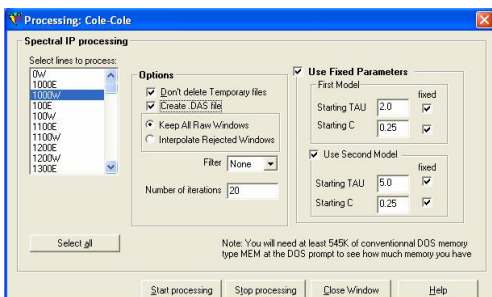 Processing: Cole-Cole
Spectral IP processing
Select lines to process:
0W
1000E
1000W
100E
100W
1100E
1100W
1200E
1200W
1300E
Select all
Options
Don't delete Temporary files
Create .DAS file
Keep All Raw Windows
Interpolate Rejected Windows
Filter None
Number of iterations 20
Use Fixed Parameters
First Model
fixed
Starting TAU 2.0
Starting C 0.25
Use Second Model
fixed
Starting TAU 5.0
Starting C 0.25
Note: You will need at least 545K of conventionnal DOS memory
type MEM at the DOS prompt to see how much memory you have
Start processing Stop processing Close Window Help